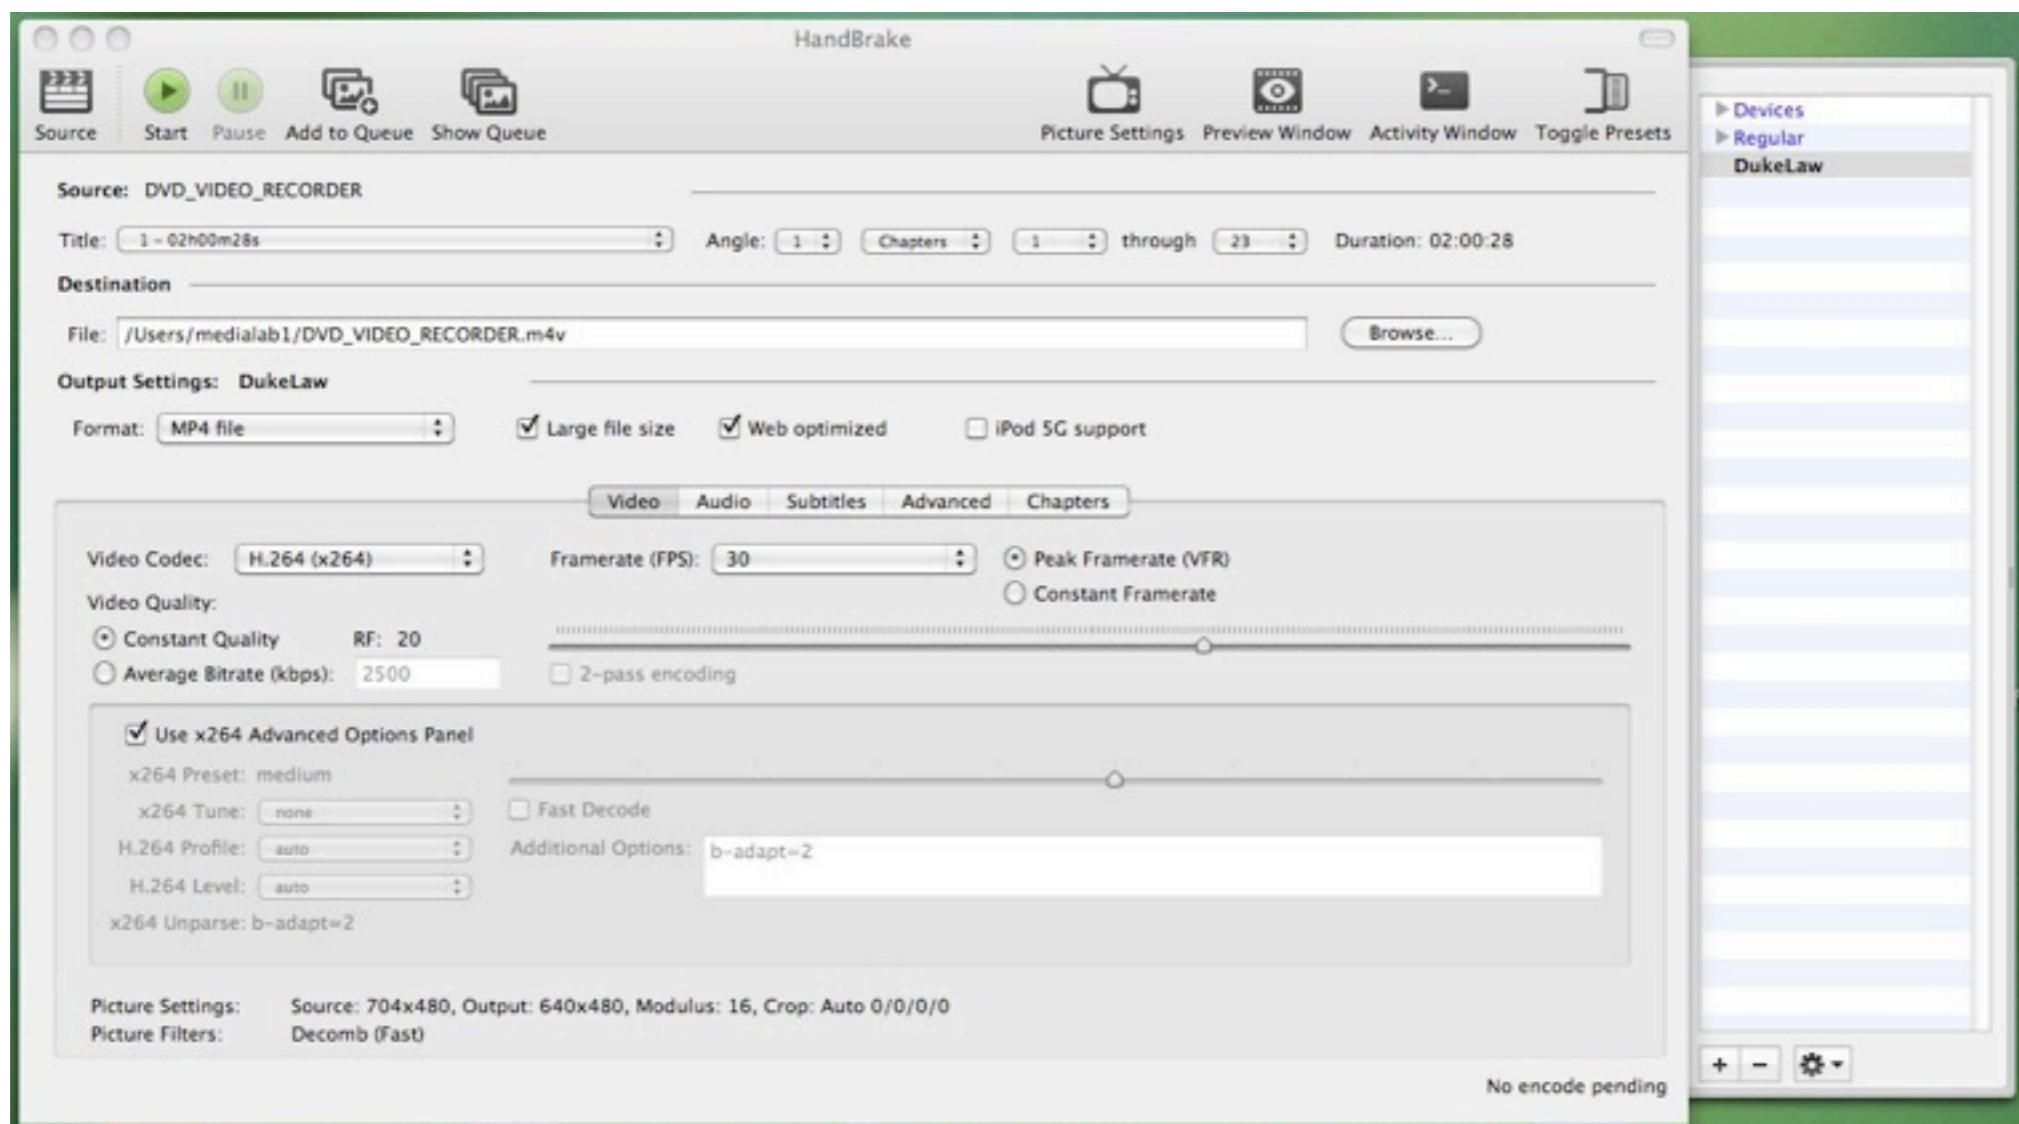 HandBrake
Source Start Pause Add to Queue Show Queue Picture Settings Preview Window Activity Window Toggle Presets
Source: DVD_VIDEO_RECORDER
Title: 1 - 02h00m28s Angle: 1 Chapters 1 through 23 Duration: 02:00:28
Destination
File: /Users/medialab1/DVD_VIDEO_RECORDER.m4v Browse...
Output Settings: DukeLaw
Format: MP4 file Large file size Web optimized iPod 5G support
Video Audio Subtitles Advanced Chapters
Video Codec: H.264 (x264) Framerate (FPS): 30 Peak Framerate (VFR)
Constant Framerate
Video Quality:
Constant Quality RF: 20
Average Bitrate (kbps): 2500 2-pass encoding
Use x264 Advanced Options Panel
x264 Preset: medium
x264 Tune: none Fast Decode
H.264 Profile: auto Additional Options: b-adapt=2
H.264 Level: auto
x264 Unparse: b-adapt=2
Picture Settings: Source: 704x480, Output: 640x480, Modulus: 16, Crop: Auto 0/0/0/0
Picture Filters: Decomb (Fast)
No encode pending
Devices
Regular
DukeLaw